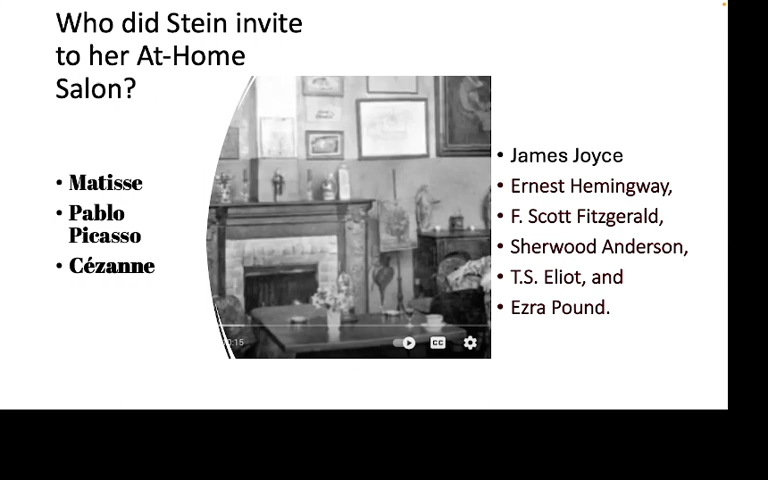 Who did Stein invite
to her At-Home
Salon?
• Matisse
• Pablo
Picasso
• Cézanne
• James Joyce
• Ernest Hemingway,
• F. Scott Fitzgerald,
• Sherwood Anderson,
• T.S. Eliot, and
• Ezra Pound.
CC